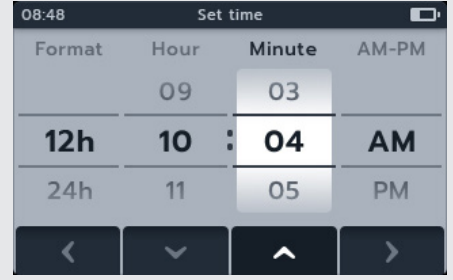 08:48 Set time
Format Hour Minute AM-PM
09 03
12h 10 : 04 AM
24h 11 05 PM